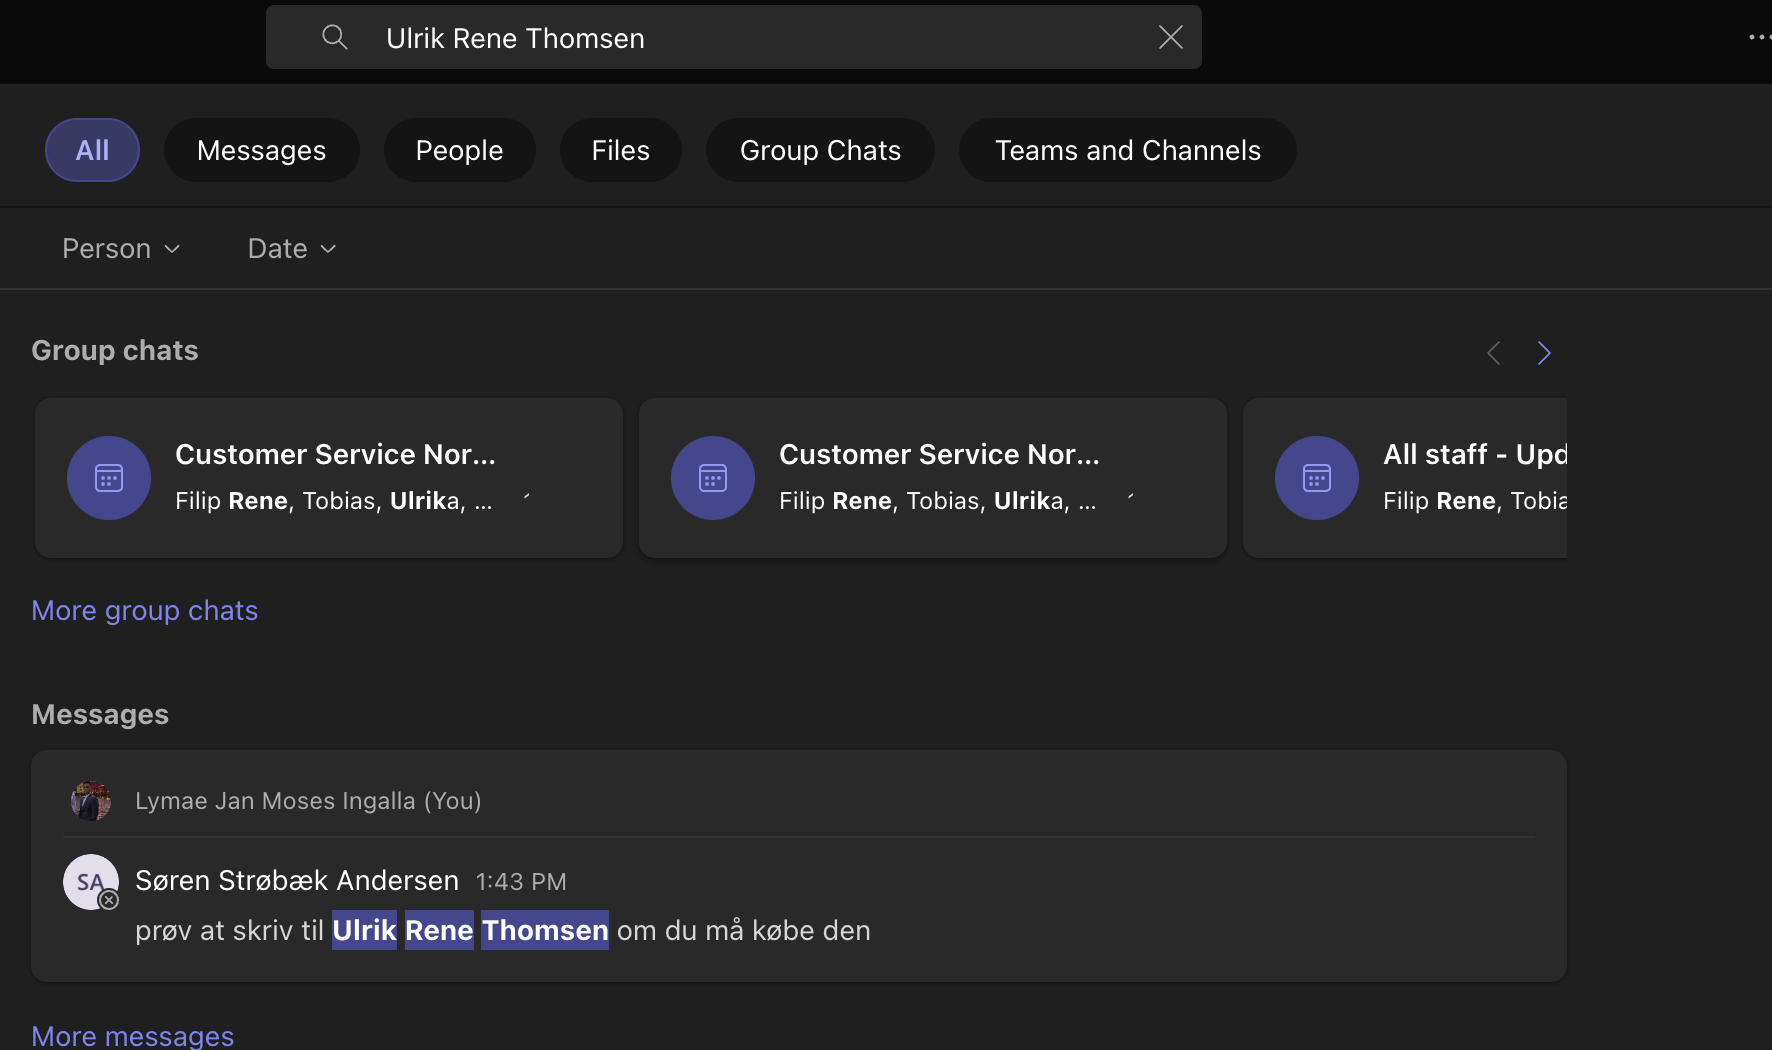 Ulrik Rene Thomsen
All
Messages
People
Files
Group Chats
Teams and Channels
Person
Date
Group chats
Customer Service Nor...
Filip Rene, Tobias, Ulrika, ...
Customer Service Nor...
Filip Rene, Tobias, Ulrika, ...
All staff - Upd
Filip Rene, Tobia
More group chats
Messages
Lymae Jan Moses Ingalla (You)
SA
Søren Strøbæk Andersen 1:43 PM
prøv at skriv til Ulrik Rene Thomsen om du må købe den
More messages